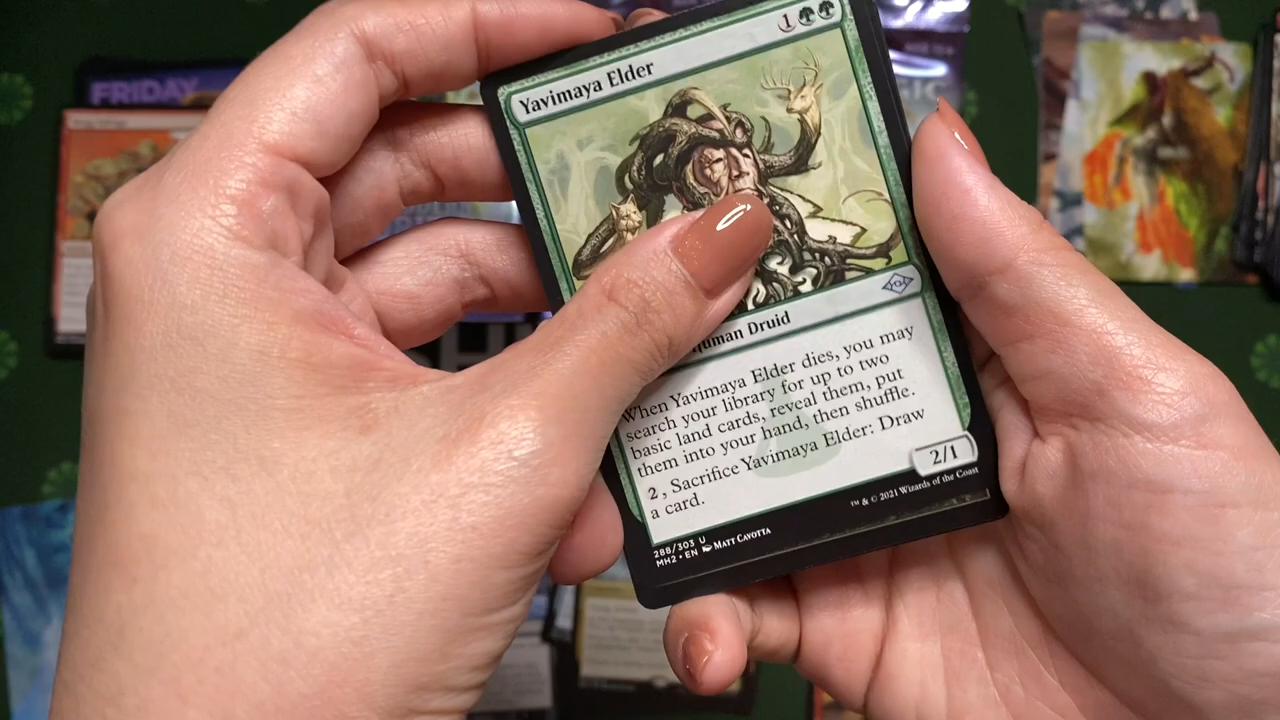 FRIDAY
Yavimaya Elder
1
Human Druid
When Yavimaya Elder dies, you may
search your library for up to two
basic land cards, reveal them, put
them into your hand, then shuffle.
2, Sacrifice Yavimaya Elder: Draw
a card.
2/1
288/303 U
MH2 • EN Matt Cavotta
™ & © 2021 Wizards of the Coast